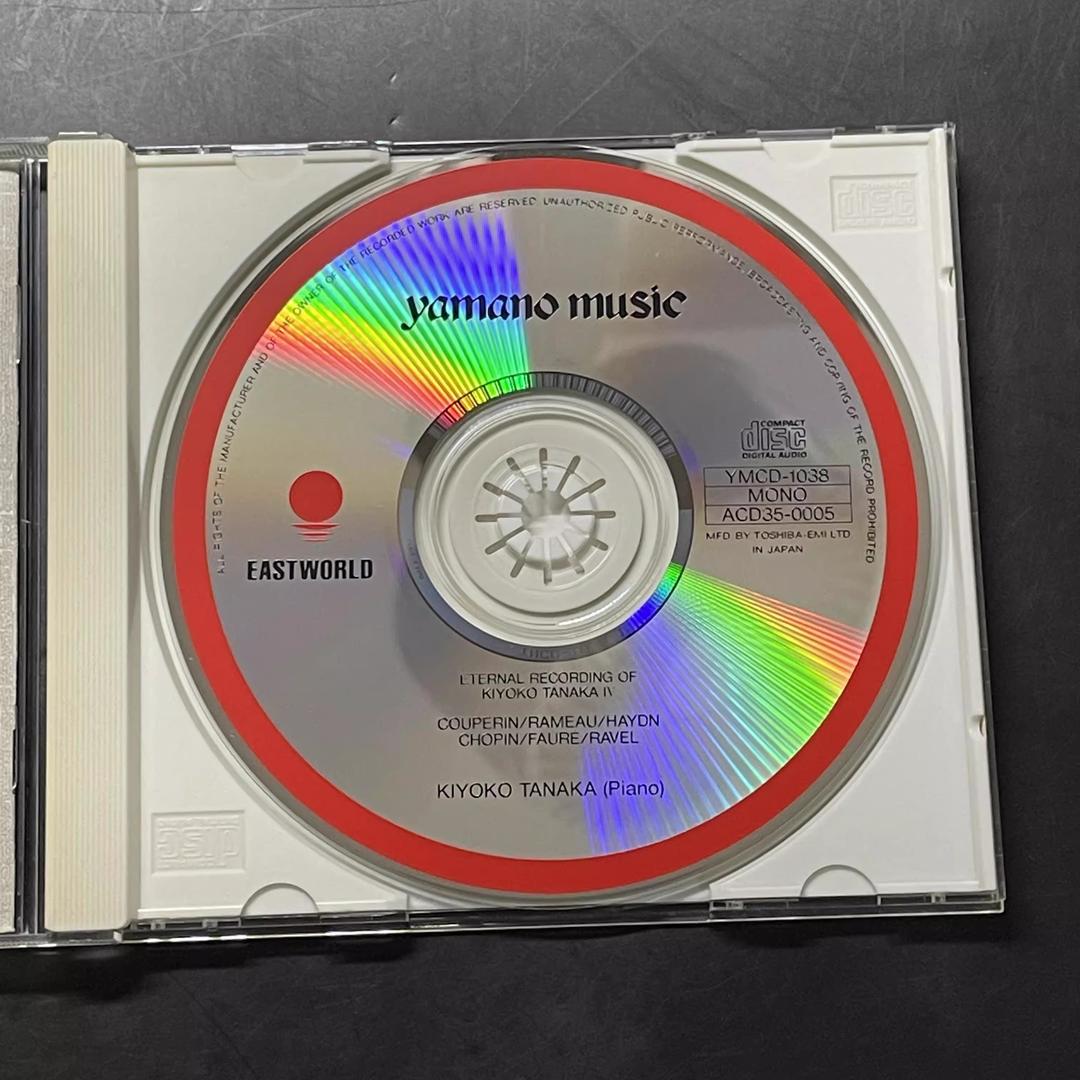 ALL RIGHTS OF THE MANUFACTURER AND OF THE OWNER OF THE RECORDED WORK ARE RESERVED. UNAUTHORIZED PUBLIC PERFORMANCE, BROADCASTING AND COPYING OF THE RECORD PROHIBITED
yamano music
COMPACT
disc
DIGITAL AUDIO
YMCD-1038
MONO
ACD35-0005
MFD BY TOSHIBA-EMI LTD
IN JAPAN
EASTWORLD
ETERNAL RECORDING OF
KIYOKO TANAKA IV
COUPERIN/RAMEAU/HAYDN
CHOPIN/FAURE/RAVEL
KIYOKO TANAKA (Piano)
disc
disc